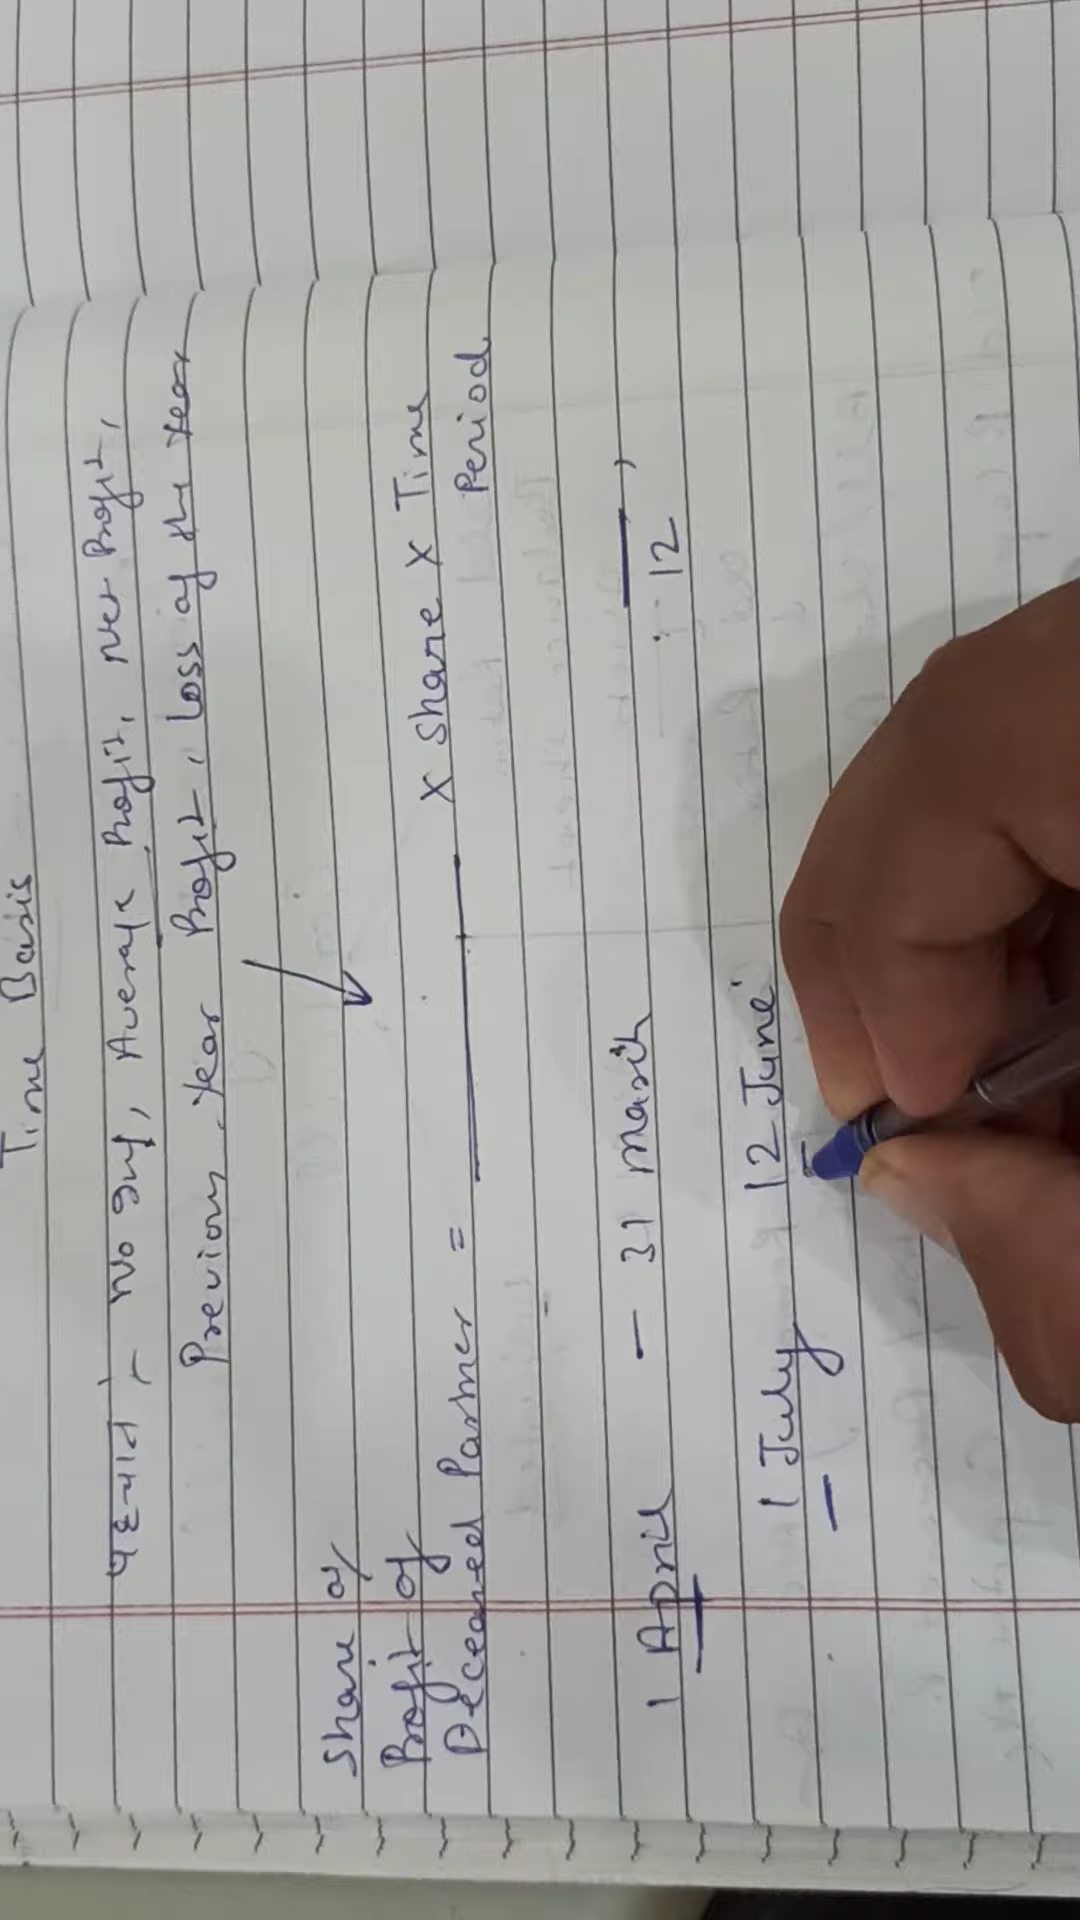 Time Basis
पहचान :- No जिक्र, Average Profit, Net Profit,
Previous Year Profit, Loss of the Year
Share of
Profit of
Deceased Partner = × Share × Time
Period
1 April — 31 March
12
1 July 12 June